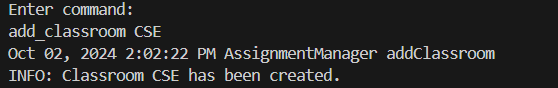 Enter command:
add_classroom CSE
Oct 02, 2024 2:02:22 PM AssignmentManager addClassroom
INFO: Classroom CSE has been created.